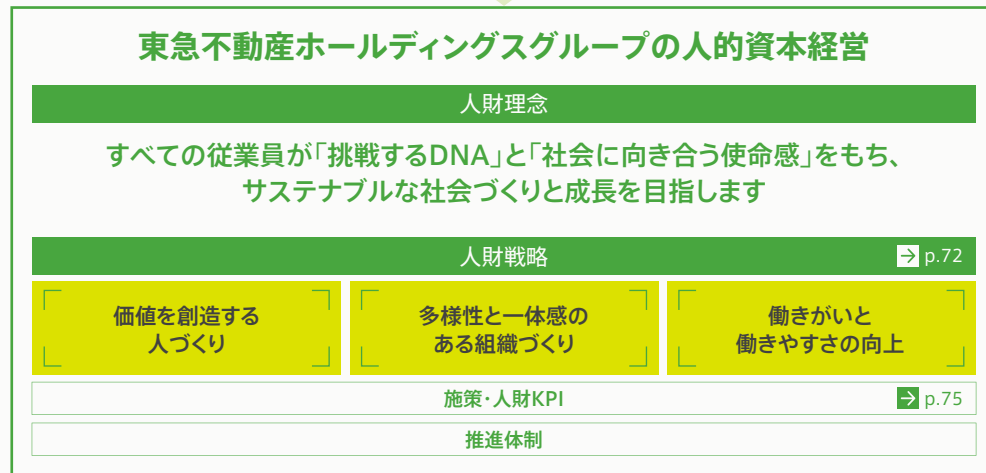 東急不動産ホールディングスグループの人的資本経営
人財理念
すべての従業員が「挑戦するDNA」と「社会に向き合う使命感」をもち、
サステナブルな社会づくりと成長を目指します
人財戦略 → p.72
価値を創造する
人づくり
多様性と一体感の
ある組織づくり
働きがいと
働きやすさの向上
施策・人財KPI → p.75
推進体制